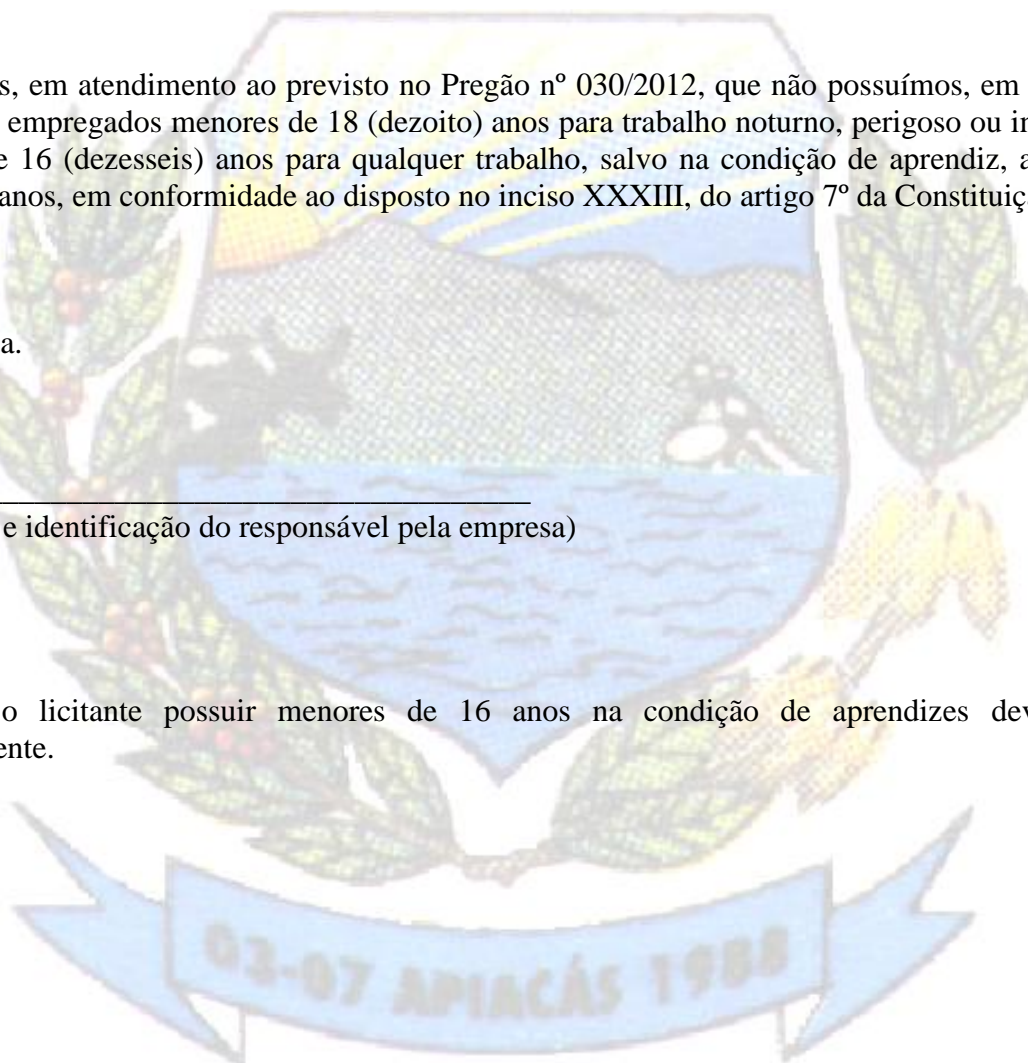 s, em atendimento ao previsto no Pregão nº 030/2012, que não possuímos, em
empregados menores de 18 (dezoito) anos para trabalho noturno, perigoso ou in
e 16 (dezesseis) anos para qualquer trabalho, salvo na condição de aprendiz, a
anos, em conformidade ao disposto no inciso XXXIII, do artigo 7º da Constituiçã
a.
e identificação do responsável pela empresa)
o licitante possuir menores de 16 anos na condição de aprendizes dev
ente.
03-07 APIACÁS 1988